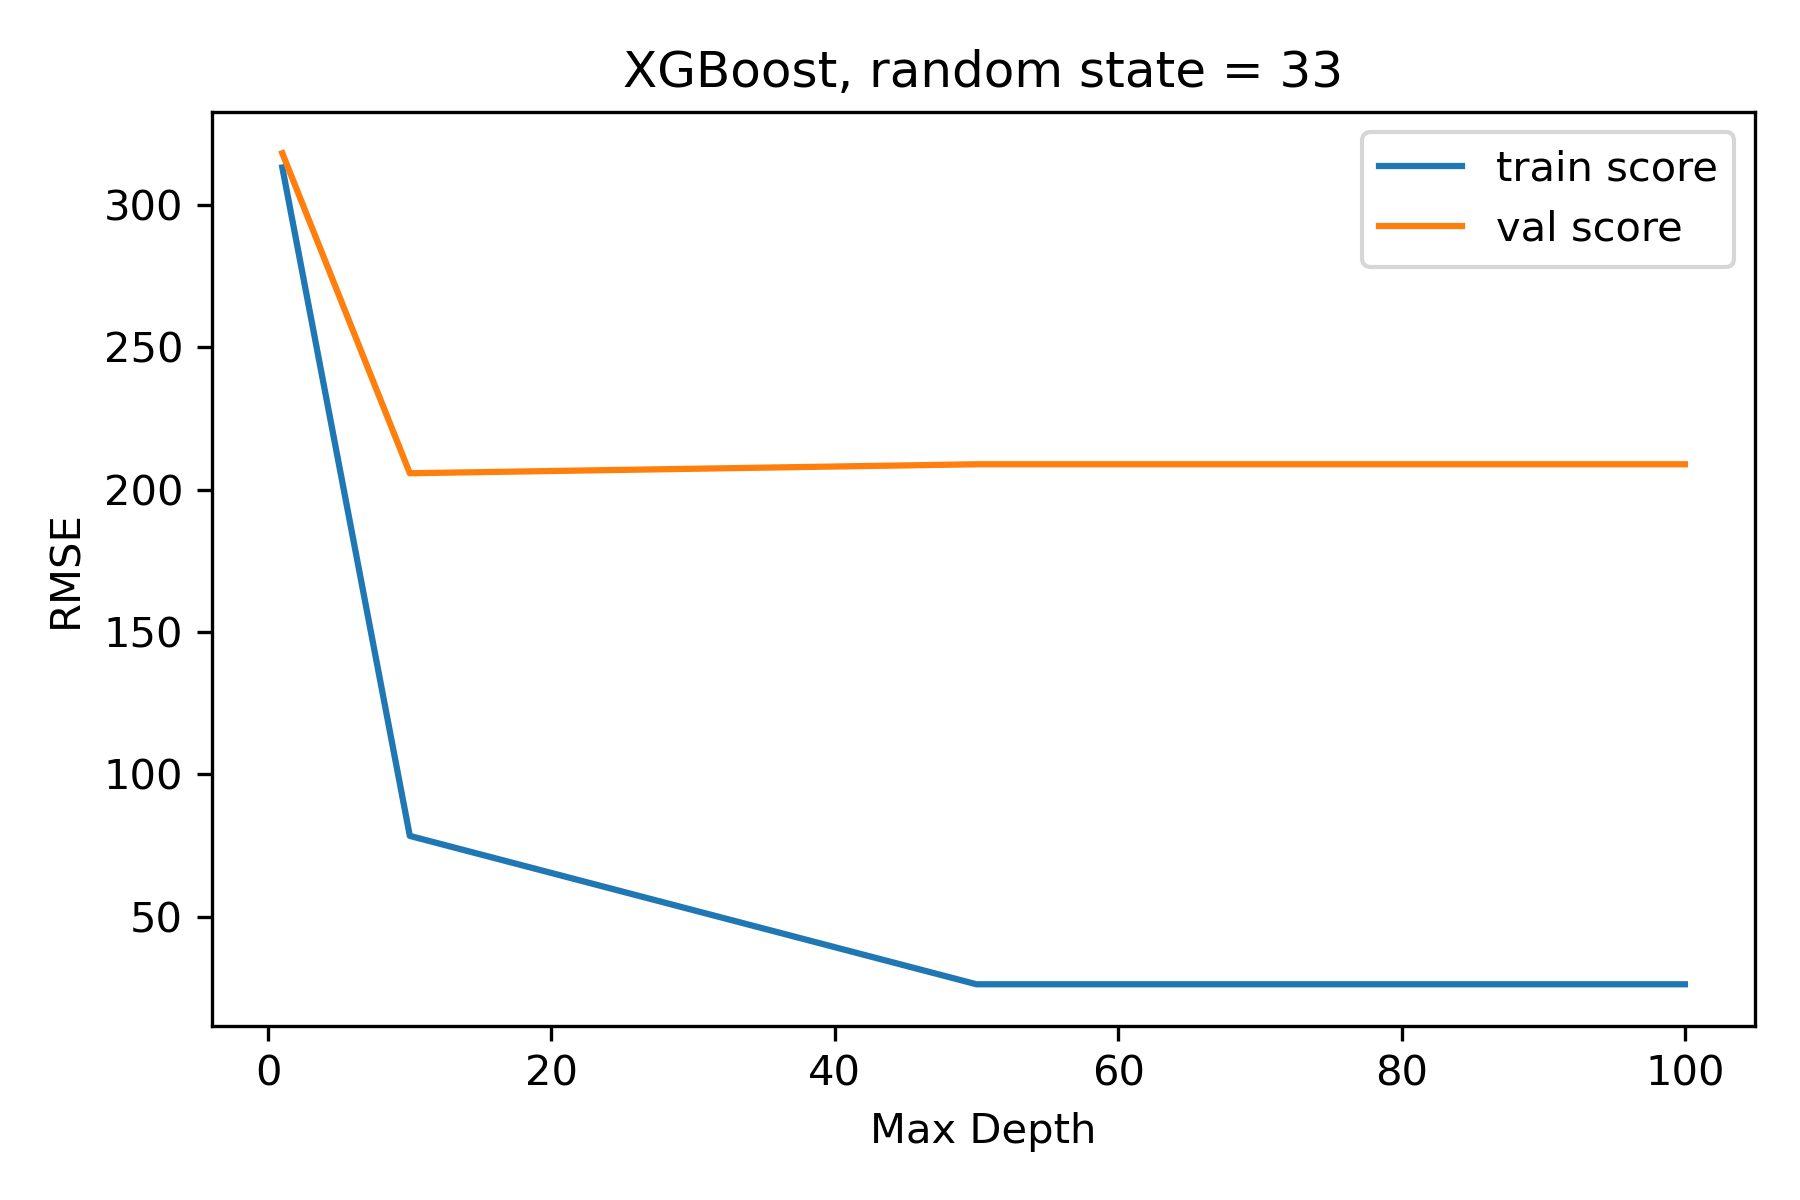 XGBoost, random state = 33
train score
val score
300
250
200
150
100
50
RMSE
0 20 40 60 80 100
Max Depth